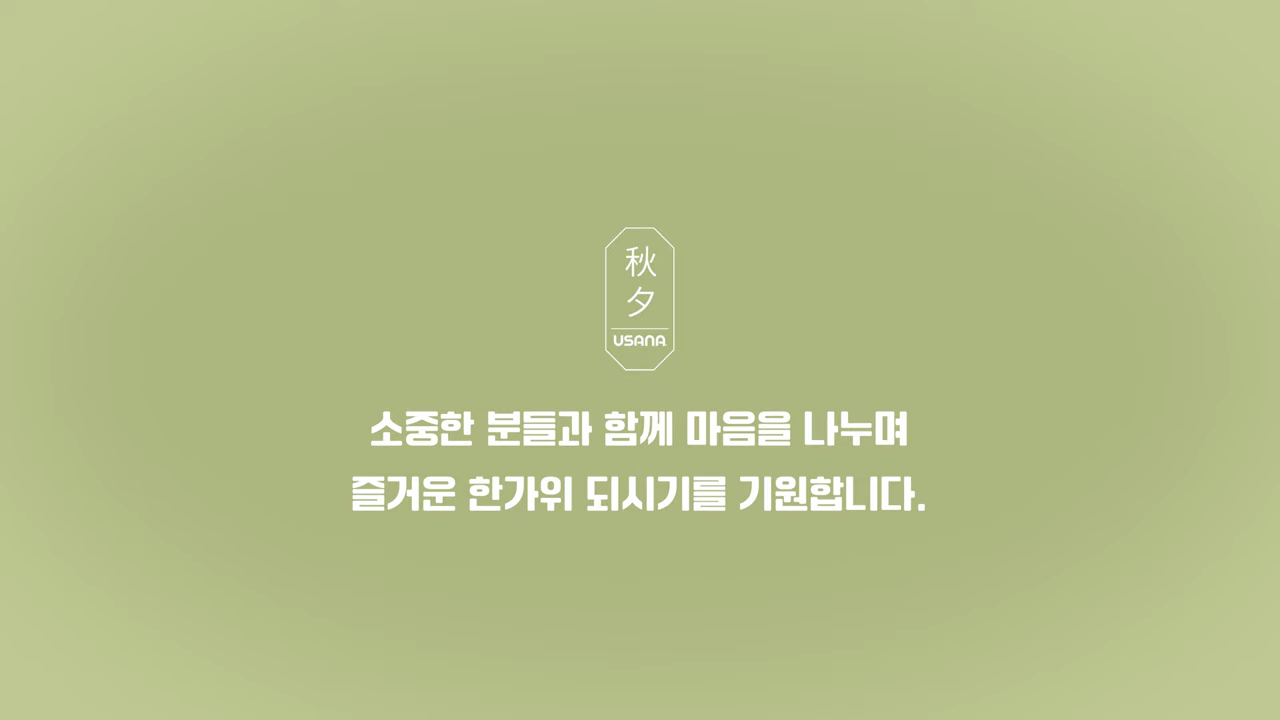 秋
夕
USANA
소중한 분들과 함께 마음을 나누며
즐거운 한가위 되시기를 기원합니다.